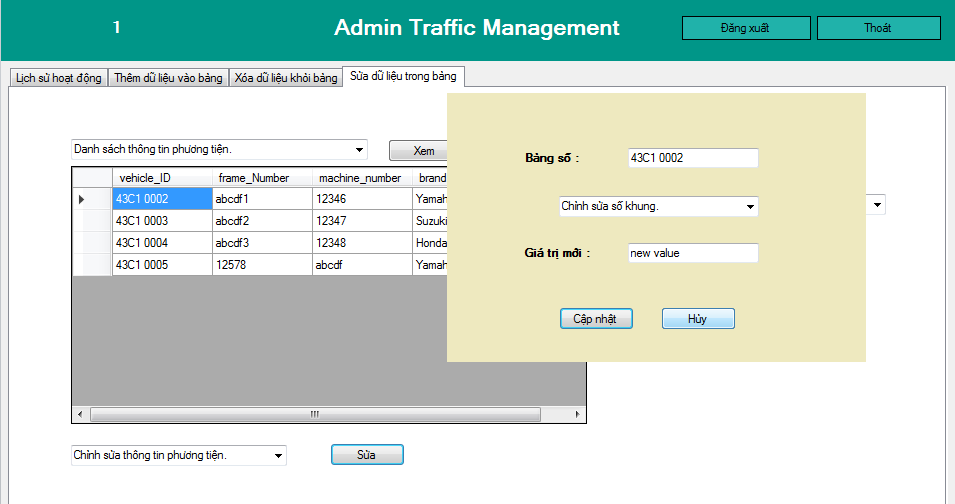 1
Admin Traffic Management
Đăng xuất
Thoát
Lịch sử hoạt động
Thêm dữ liệu vào bảng
Xóa dữ liệu khỏi bảng
Sửa dữ liệu trong bảng
Danh sách thông tin phương tiện.
Xem
vehicle_ID frame_Number machine_number brand
43C1 0002 abcdf1 12346 Yamah
43C1 0003 abcdf2 12347 Suzuki
43C1 0004 abcdf3 12348 Honda
43C1 0005 12578 abcdf Yamah
Chỉnh sửa thông tin phương tiện.
Sửa
Bảng số :
43C1 0002
Chỉnh sửa số khung.
Giá trị mới :
new value
Cập nhật
Hủy